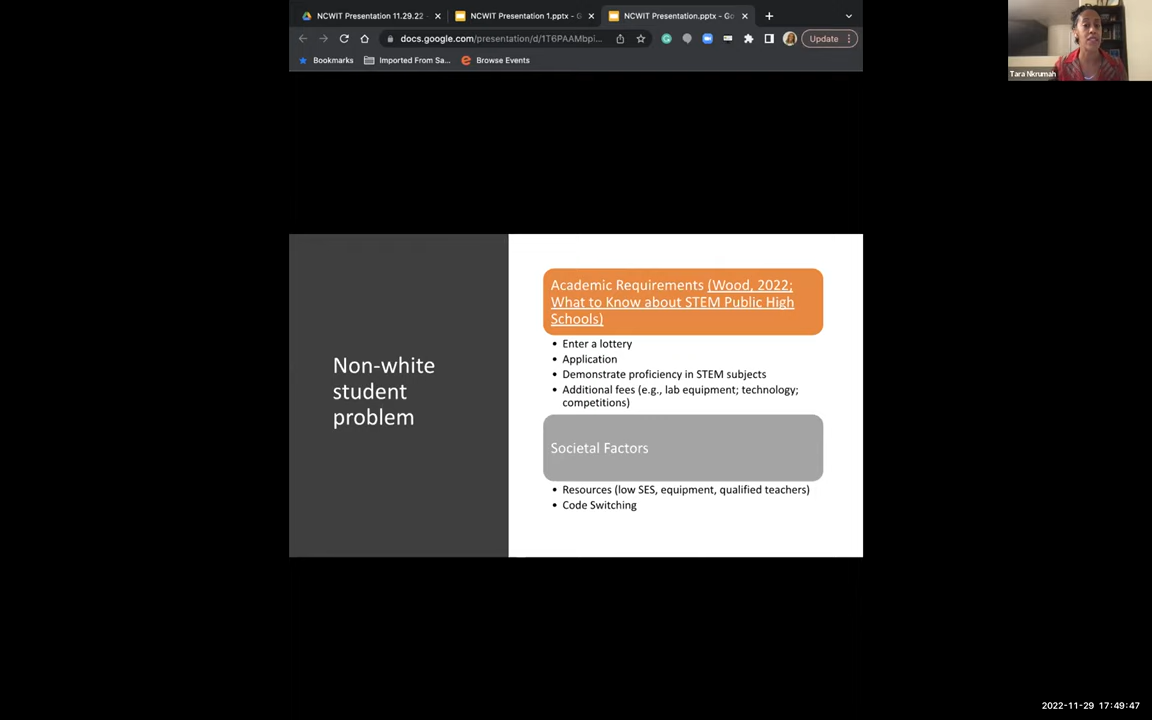 NCWIT Presentation 11.29.22 -
NCWIT Presentation 1.pptx - G
NCWIT Presentation.pptx - Go
docs.google.com/presentation/d/1T6PAAMbpi...
Update
Bookmarks
Imported From Sa...
Browse Events
Tara Nkrumah
Non-white
student
problem
Academic Requirements (Wood, 2022;
What to Know about STEM Public High
Schools)
• Enter a lottery
• Application
• Demonstrate proficiency in STEM subjects
• Additional fees (e.g., lab equipment; technology;
competitions)
Societal Factors
• Resources (low SES, equipment, qualified teachers)
• Code Switching
2022-11-29 17:49:47